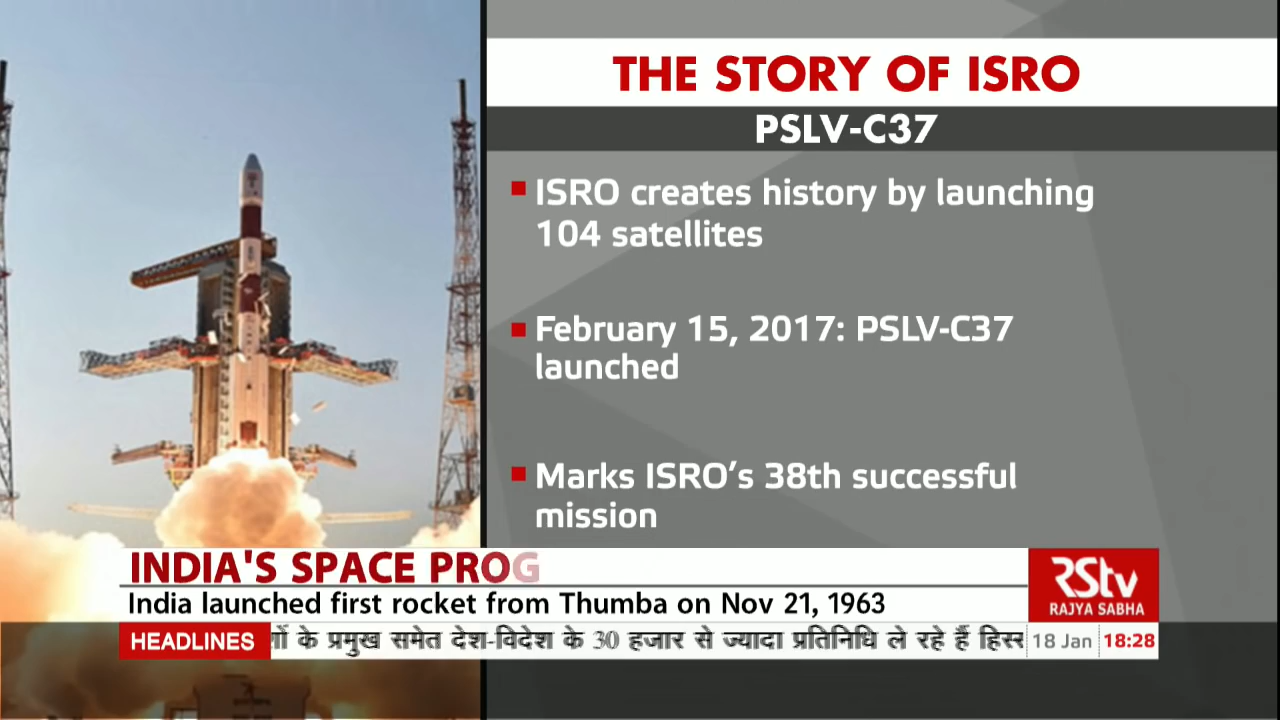 THE STORY OF ISRO
PSLV-C37
ISRO creates history by launching
104 satellites
February 15, 2017: PSLV-C37
launched
Marks ISRO’s 38th successful
mission
INDIA'S SPACE PROG
India launched first rocket from Thumba on Nov 21, 1963
RStv
RAJYA SABHA
HEADLINES
के प्रमुख समेत देश-विदेश के 30 हजार से ज्यादा प्रतिनिधि ले रहे हैं
18 Jan
18:28